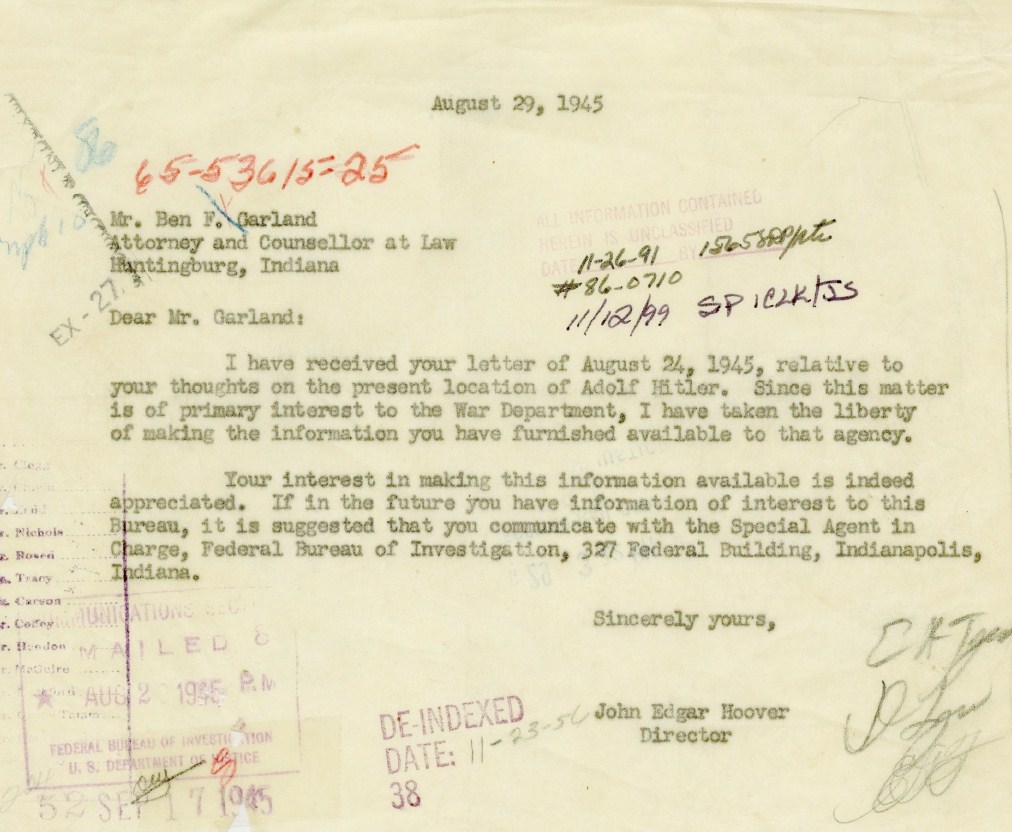 August 29, 1945
65-53615-25
Mr. Ben F. Garland
Attorney and Counsellor at Law
Huntingburg, Indiana
ALL INFORMATION CONTAINED
HEREIN IS UNCLASSIFIED
DATE 11-26-91 BY
#86-0710
11/12/99
EX - 27
Dear Mr. Garland:
I have received your letter of August 24, 1945, relative to
your thoughts on the present location of Adolf Hitler. Since this matter
is of primary interest to the War Department, I have taken the liberty
of making the information you have furnished available to that agency.
Your interest in making this information available is indeed
appreciated. If in the future you have information of interest to this
Bureau, it is suggested that you communicate with the Special Agent in
Charge, Federal Bureau of Investigation, 327 Federal Building, Indianapolis,
Indiana.
Nichols
Rosen
Tracy
Carson
Coffey
Hendon
McGuire
MAILED 8
AUG 2 1945 P.M
FEDERAL BUREAU OF INVESTIGATION
U. S. DEPARTMENT OF JUSTICE
52 SEP 17 1945
Sincerely yours,
John Edgar Hoover
Director
DE-INDEXED
DATE: 11-23-56
38